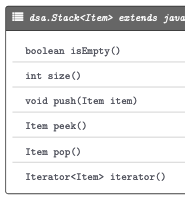 dsa.Stack<Item> extends java
boolean isEmpty()
int size()
void push(Item item)
Item peek()
Item pop()
Iterator<Item> iterator()